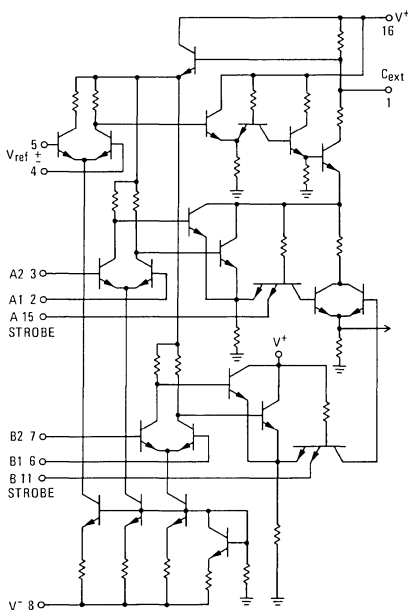 V+
16
Cext
1
5
Vref +
-
4
A2 3
A1 2
A 15
STROBE
V+
B2 7
B1 6
B 11
STROBE
V- 8